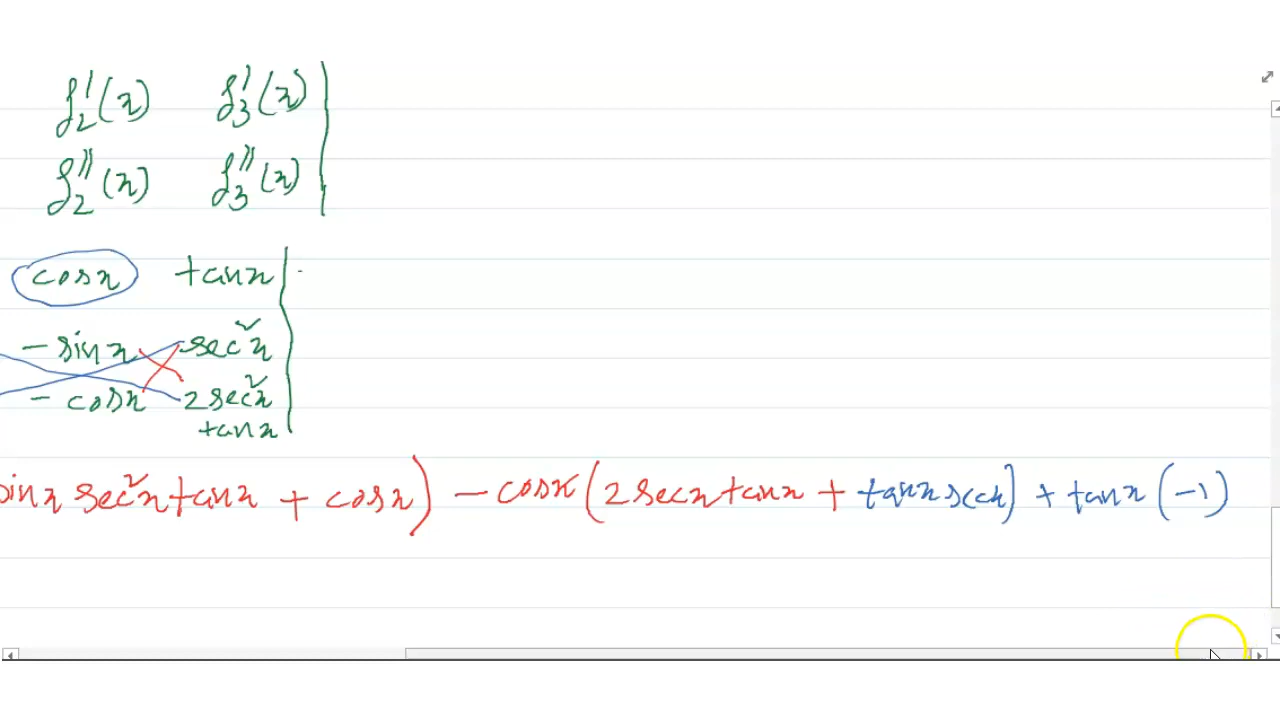 f₂'(x) f₃'(x)
f₂''(x) f₃''(x)
cosx tanx
- sinx sec²x
- cosx 2sec²x
tanx
sinx sec²x tanx + cosx) - cosx (2secx tanx + tanx secx) + tanx (-1)